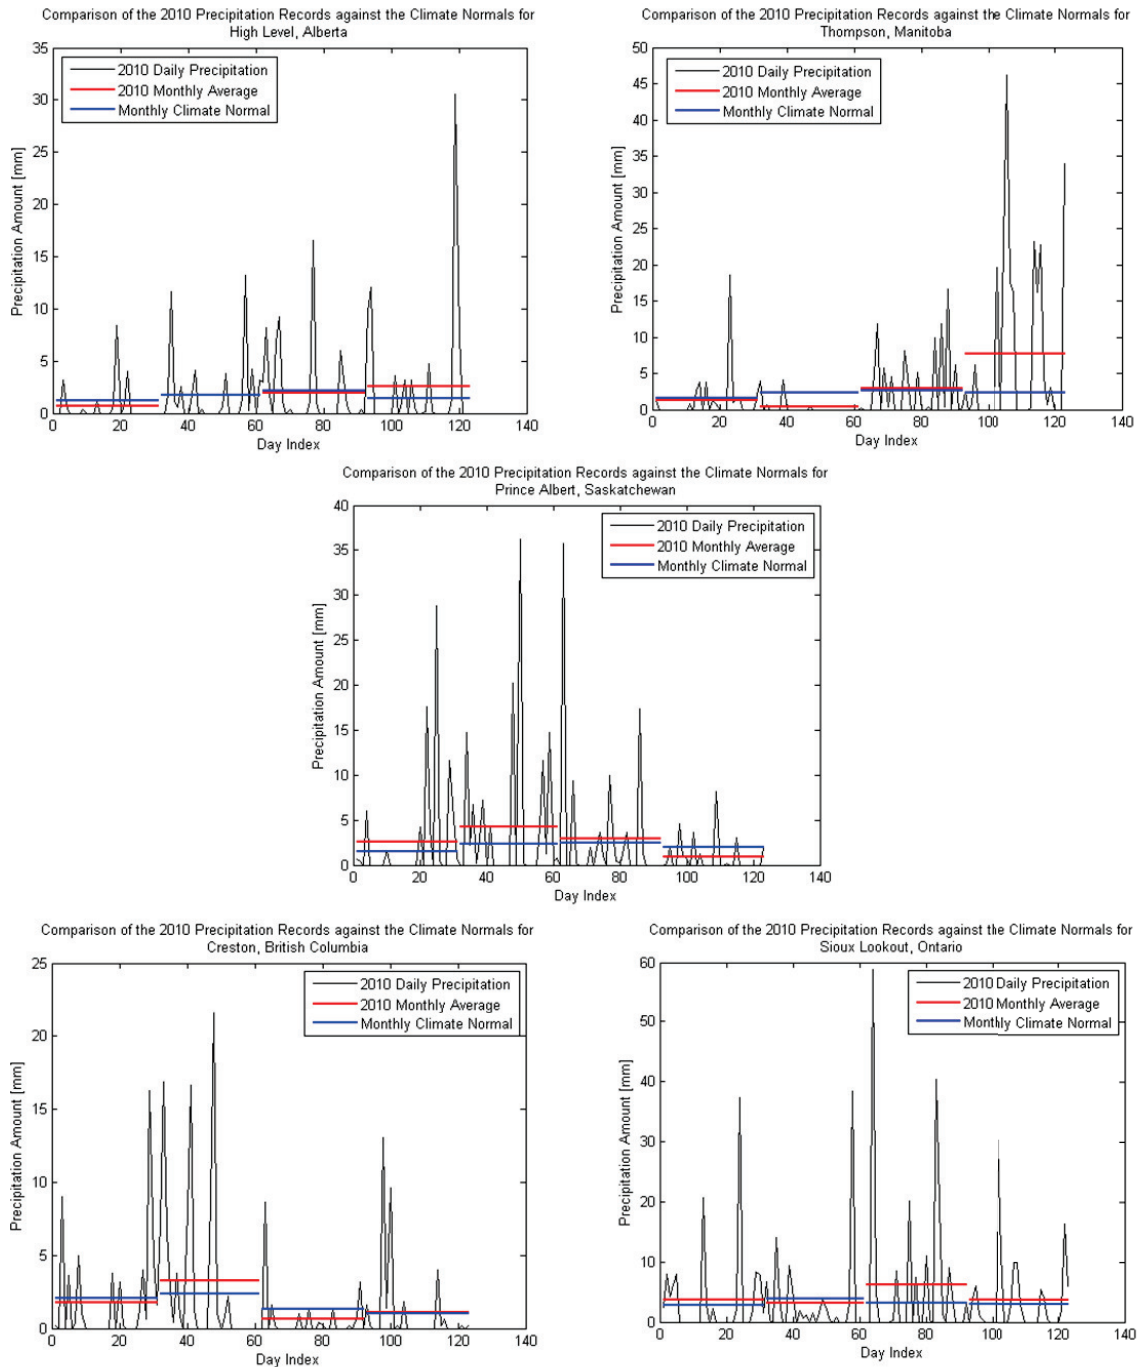 Comparison of the 2010 Precipitation Records against the Climate Normals for
High Level, Alberta
35
30
25
20
15
10
5
0
Precipitation Amount [mm]
2010 Daily Precipitation
2010 Monthly Average
Monthly Climate Normal
0 20 40 60 80 100 120 140
Day Index
Comparison of the 2010 Precipitation Records against the Climate Normals for
Thompson, Manitoba
50
45
40
35
30
25
20
15
10
5
0
Precipitation Amount [mm]
2010 Daily Precipitation
2010 Monthly Average
Monthly Climate Normal
0 20 40 60 80 100 120 140
Day Index
Comparison of the 2010 Precipitation Records against the Climate Normals for
Prince Albert, Saskatchewan
40
35
30
25
20
15
10
5
0
Precipitation Amount [mm]
2010 Daily Precipitation
2010 Monthly Average
Monthly Climate Normal
0 20 40 60 80 100 120 140
Day Index
Comparison of the 2010 Precipitation Records against the Climate Normals for
Creston, British Columbia
25
20
15
10
5
0
Precipitation Amount [mm]
2010 Daily Precipitation
2010 Monthly Average
Monthly Climate Normal
0 20 40 60 80 100 120 140
Day Index
Comparison of the 2010 Precipitation Records against the Climate Normals for
Sioux Lookout, Ontario
60
50
40
30
20
10
0
Precipitation Amount [mm]
2010 Daily Precipitation
2010 Monthly Average
Monthly Climate Normal
0 20 40 60 80 100 120 140
Day Index